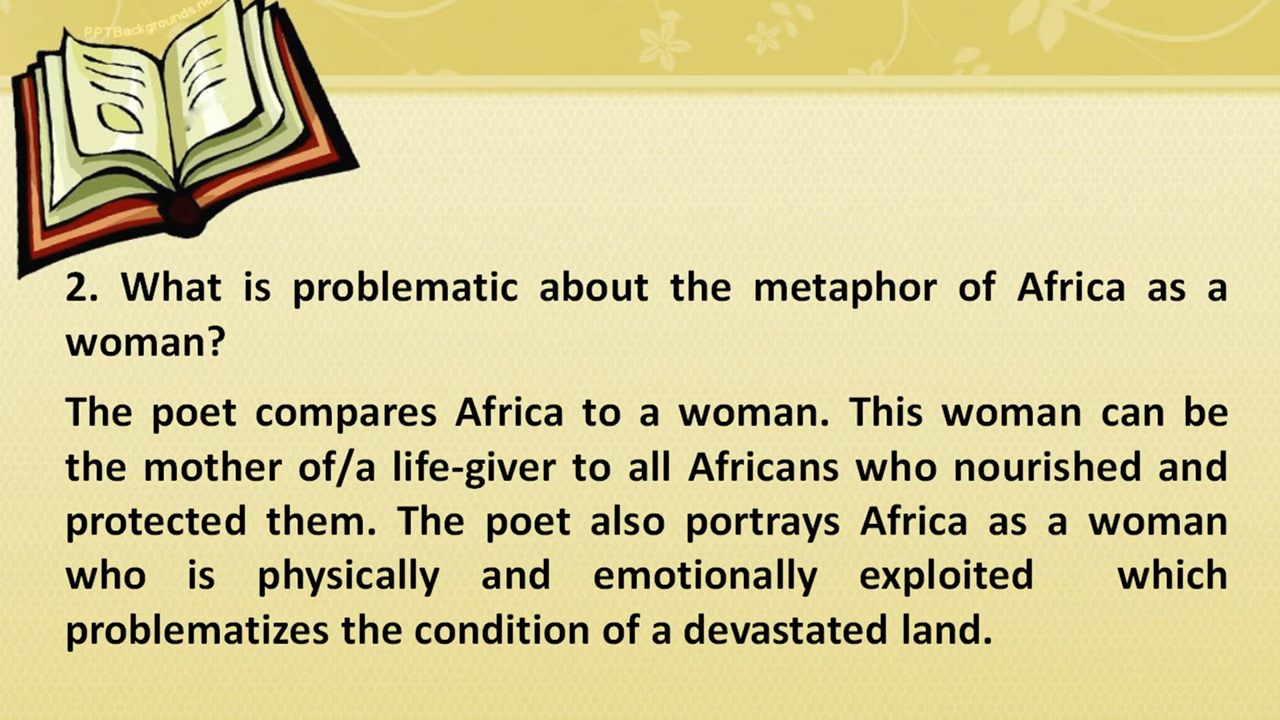 PPTBackgrounds.net
2. What is problematic about the metaphor of Africa as a
woman?
The poet compares Africa to a woman. This woman can be
the mother of/a life-giver to all Africans who nourished and
protected them. The poet also portrays Africa as a woman
who is physically and emotionally exploited which
problematizes the condition of a devastated land.